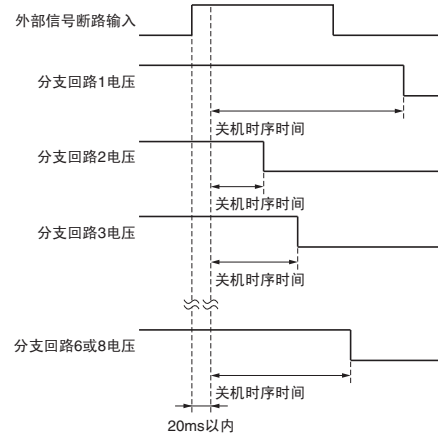 外部信号断路输入
分支回路1电压
关机时序时间
分支回路2电压
关机时序时间
分支回路3电压
关机时序时间
分支回路6或8电压
关机时序时间
20ms以内